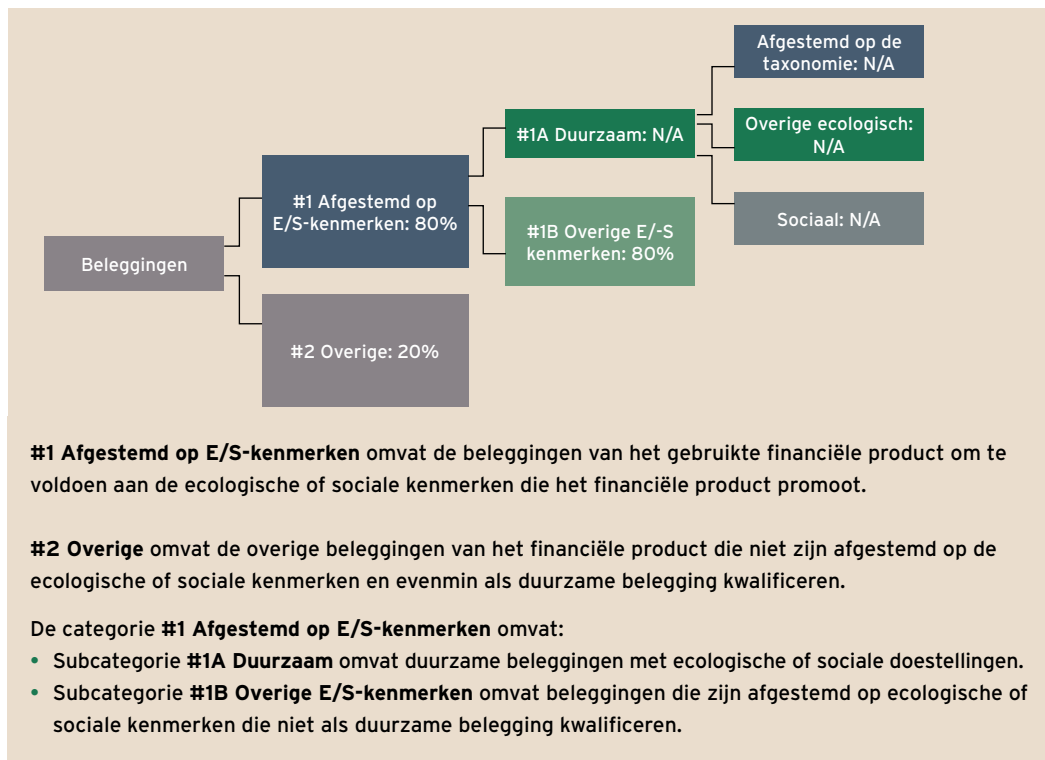 Afgestemd op de
taxonomie: N/A
#1A Duurzaam: N/A
Overige ecologisch:
N/A
#1 Afgestemd op
E/S-kenmerken: 80%
Sociaal: N/A
#1B Overige E/-S
kenmerken: 80%
Beleggingen
#2 Overige: 20%
#1 Afgestemd op E/S-kenmerken omvat de beleggingen van het gebruikte financiële product om te
voldoen aan de ecologische of sociale kenmerken die het financiële product promoot.
#2 Overige omvat de overige beleggingen van het financiële product die niet zijn afgestemd op de
ecologische of sociale kenmerken en evenmin als duurzame belegging kwalificeren.
De categorie #1 Afgestemd op E/S-kenmerken omvat:
• Subcategorie #1A Duurzaam omvat duurzame beleggingen met ecologische of sociale doestellingen.
• Subcategorie #1B Overige E/S-kenmerken omvat beleggingen die zijn afgestemd op ecologische of
sociale kenmerken die niet als duurzame belegging kwalificeren.